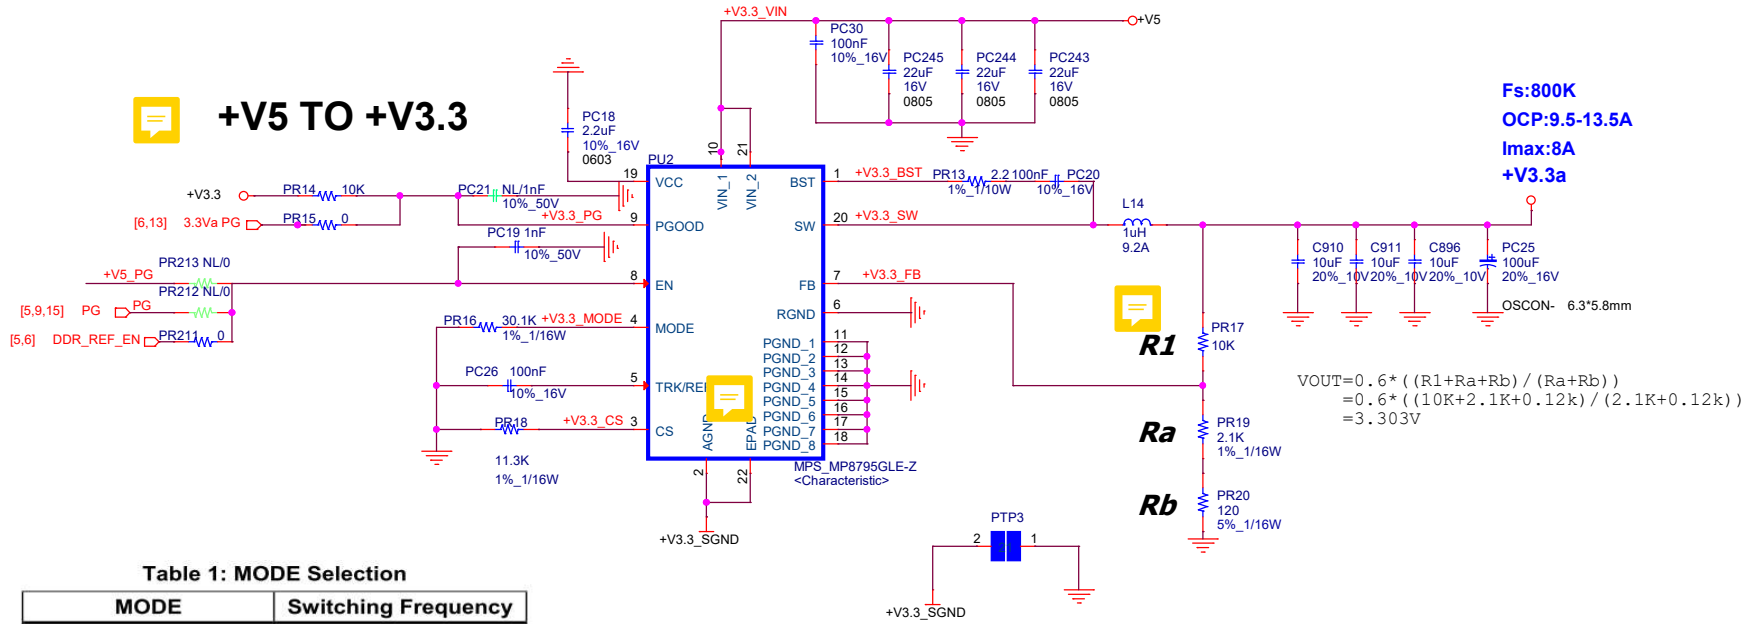 +V3.3_VIN
+V5
PC30
100nF
10%_16V
PC245
22uF
16V
0805
PC244
22uF
16V
0805
PC243
22uF
16V
0805
+V5 TO +V3.3
PC18
2.2uF
10%_16V
0603
Fs:800K
OCP:9.5-13.5A
Imax:8A
+V3.3a
PU2
10
21
19
VCC
VIN_1
VIN_2
BST
1
+V3.3_BST
PR13
2.2
1%_1/10W
100nF
PC20
10%_16V
+V3.3
PR14
10K
PC21
NL/1nF
10%_50V
[6,13]
3.3Va PG
PR15
0
+V3.3_PG
9
PGOOD
SW
20
+V3.3_SW
L14
1uH
9.2A
PC19
1nF
10%_50V
C910
10uF
20%_10V
C911
10uF
20%_10V
C896
10uF
20%_10V
PC25
100uF
20%_16V
OSCON-
6.3*5.8mm
+V5_PG
PR213
NL/0
8
EN
FB
7
+V3.3_FB
PR212
NL/0
[5,9,15]
PG
PG
[5,6]
DDR_REF_EN
PR211
0
RGND
6
PR16
30.1K
1%_1/16W
+V3.3_MODE
4
MODE
PGND_1
11
PGND_2
12
PGND_3
13
PGND_4
14
PGND_5
15
PGND_6
16
PGND_7
17
PGND_8
18
PC26
100nF
10%_16V
5
PR18
+V3.3_CS
3
CS
11.3K
1%_1/16W
2
22
MPS_MP8795GLE-Z
<Characteristic>
+V3.3_SGND
R1
PR17
10K
Ra
PR19
2.1K
1%_1/16W
Rb
PR20
120
5%_1/16W
VOUT=0.6*((R1+Ra+Rb)/(Ra+Rb))
=0.6*((10K+2.1K+0.12k)/(2.1K+0.12k))
=3.303V
PTP3
2
1
+V3.3_SGND
Table 1: MODE Selection
MODE
Switching Frequency